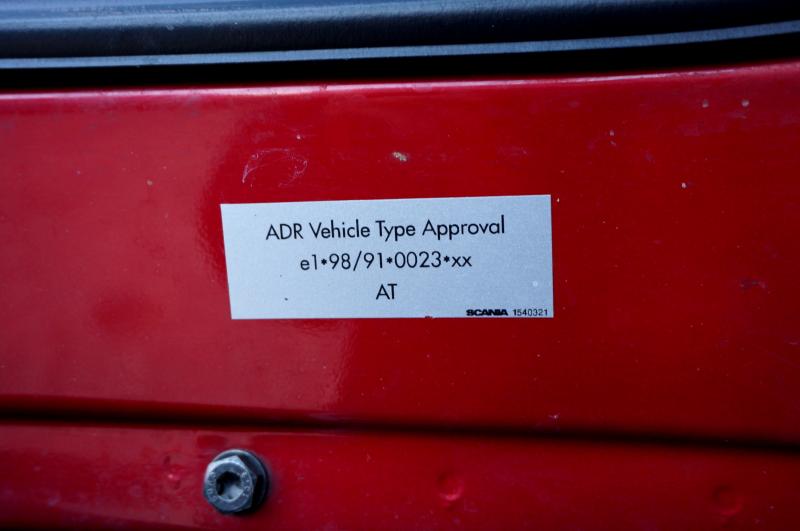 ADR Vehicle Type Approval
e1*98/91*0023*xx
AT
SCANIA 1540321